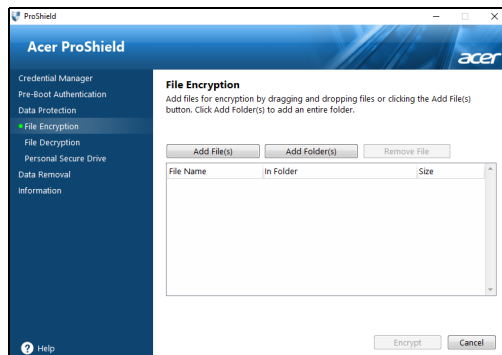 ProShield
Acer ProShield
acer
Credential Manager
Pre-Boot Authentication
Data Protection
File Encryption
File Decryption
Personal Secure Drive
Data Removal
Information
Help
File Encryption
Add files for encryption by dragging and dropping files or clicking the Add File(s)
button. Click Add Folder(s) to add an entire folder.
Add File(s) Add Folder(s) Remove File
File Name In Folder Size
Encrypt Cancel